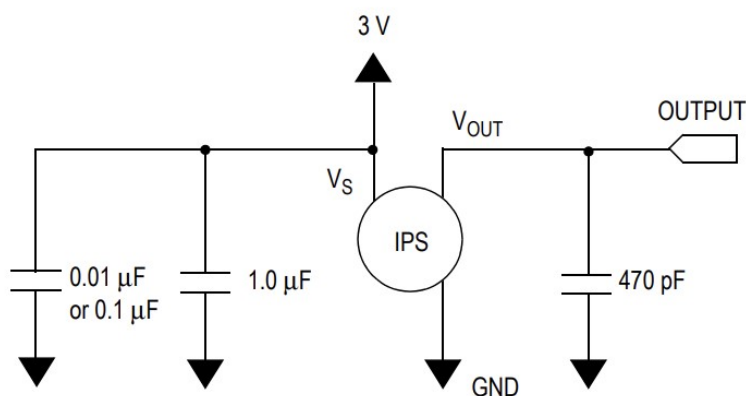 3 V
OUTPUT
V_OUT
V_S
IPS
0.01 μF
or 0.1 μF
1.0 μF
470 pF
GND